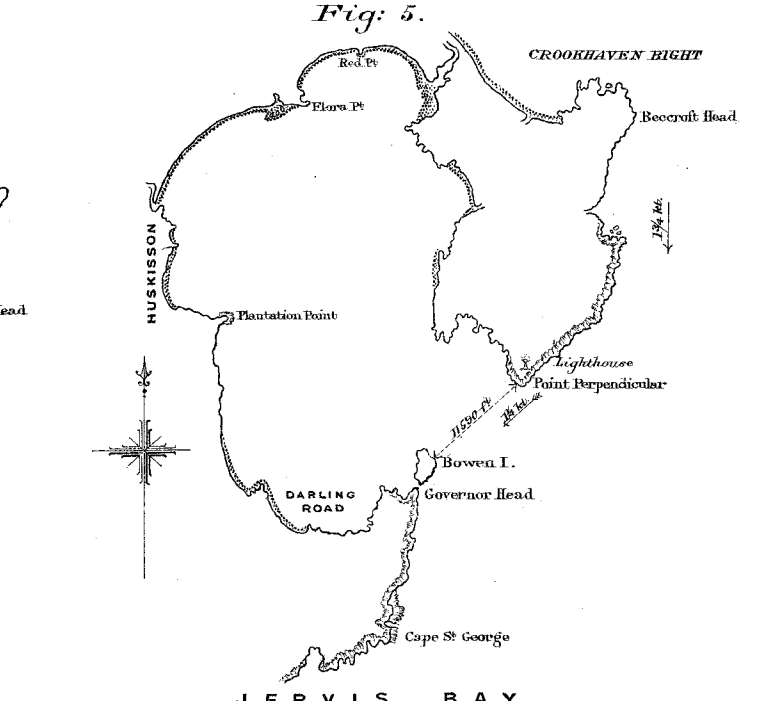 Fig: 5.
CROOKHAVEN BIGHT
Red Pt
Flora Pt
Beecroft Head
1¾ kt.
HUSKISSON
ead
Plantation Point
Lighthouse
Point Perpendicular
11590 ft
1¼ kt.
Bowen I.
DARLING
ROAD
Governor Head
Cape St George
JERVIS BAY